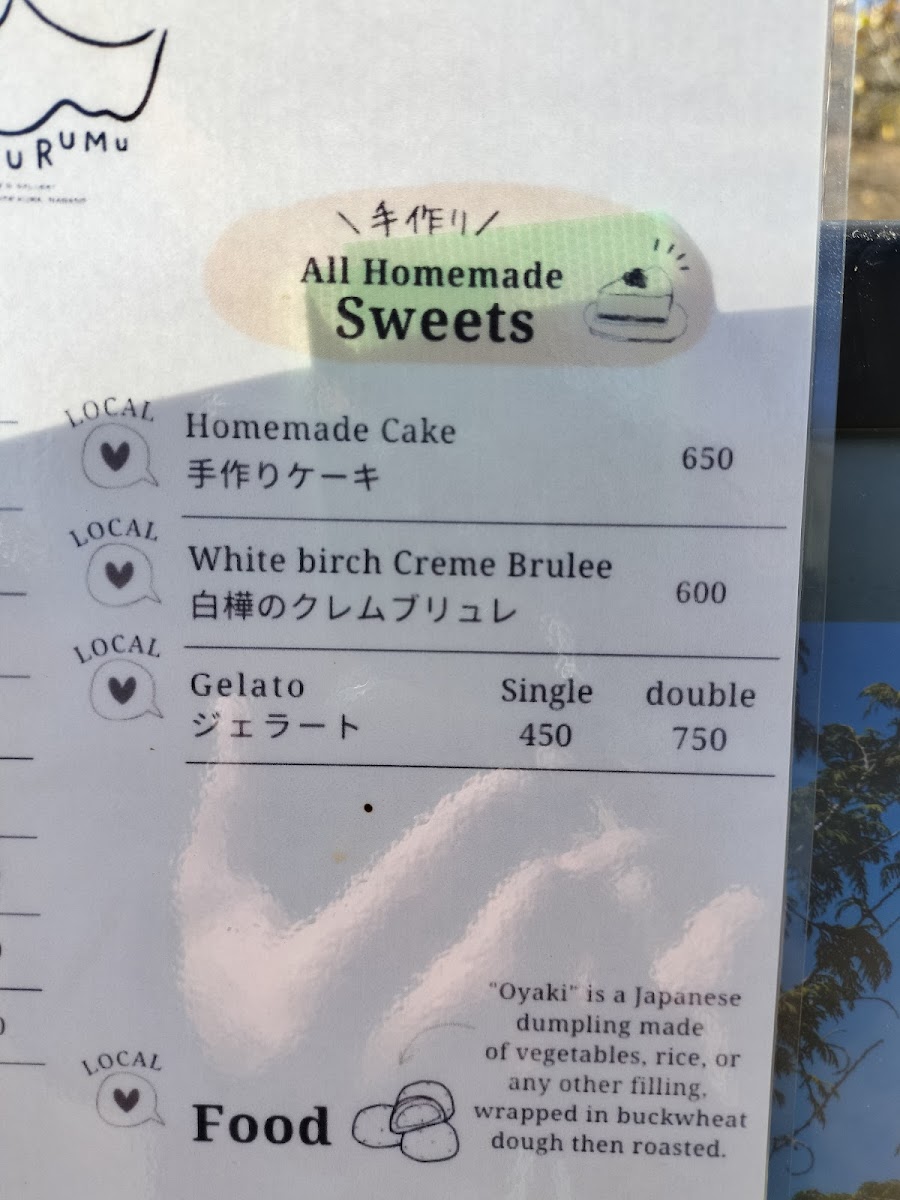 URUMU
手作り
All Homemade
Sweets
LOCAL
Homemade Cake
手作りケーキ
650
LOCAL
White birch Creme Brulee
白樺のクレムブリュレ
600
LOCAL
Gelato
ジェラート
Single
450
double
750
"Oyaki" is a Japanese
dumpling made
of vegetables, rice, or
any other filling,
wrapped in buckwheat
dough then roasted.
LOCAL
Food